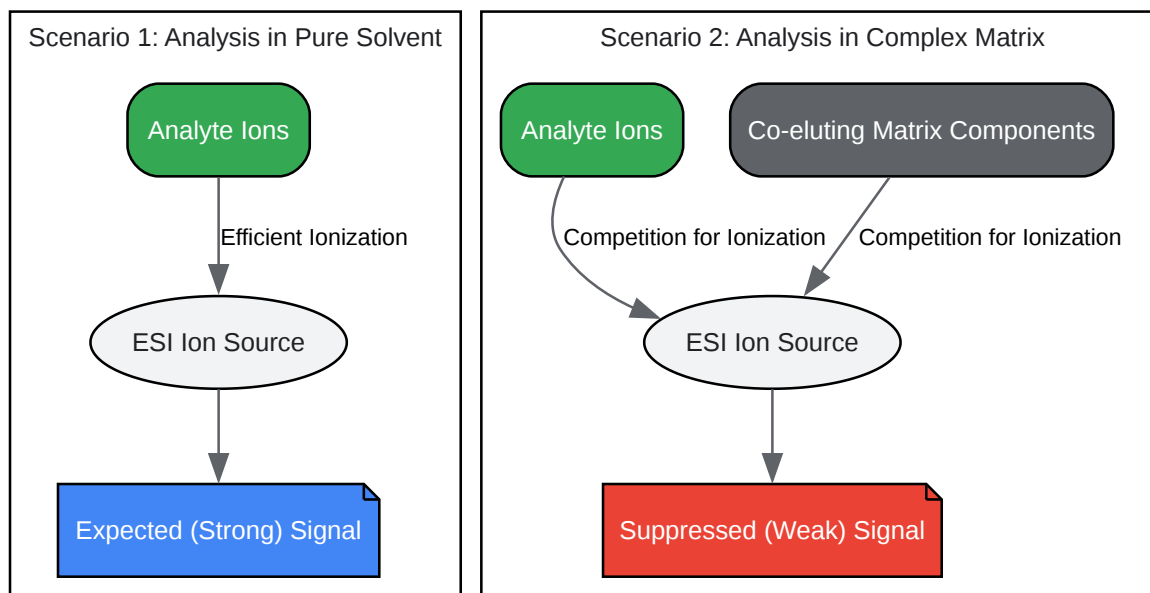 Scenario 1: Analysis in Pure Solvent
Analyte Ions
Efficient Ionization
ESI Ion Source
Expected (Strong) Signal
Scenario 2: Analysis in Complex Matrix
Analyte Ions
Co-eluting Matrix Components
Competition for Ionization
Competition for Ionization
ESI Ion Source
Suppressed (Weak) Signal